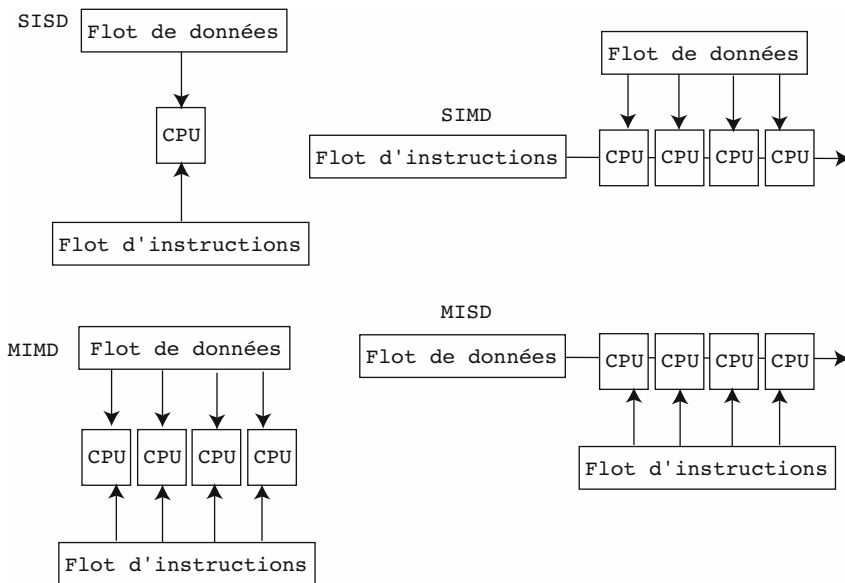 SISD
Flot de données
CPU
Flot d'instructions
SIMD
Flot de données
Flot d'instructions
CPU CPU CPU CPU
MIMD
Flot de données
CPU CPU CPU CPU
Flot d'instructions
MISD
Flot de données
CPU CPU CPU CPU
Flot d'instructions